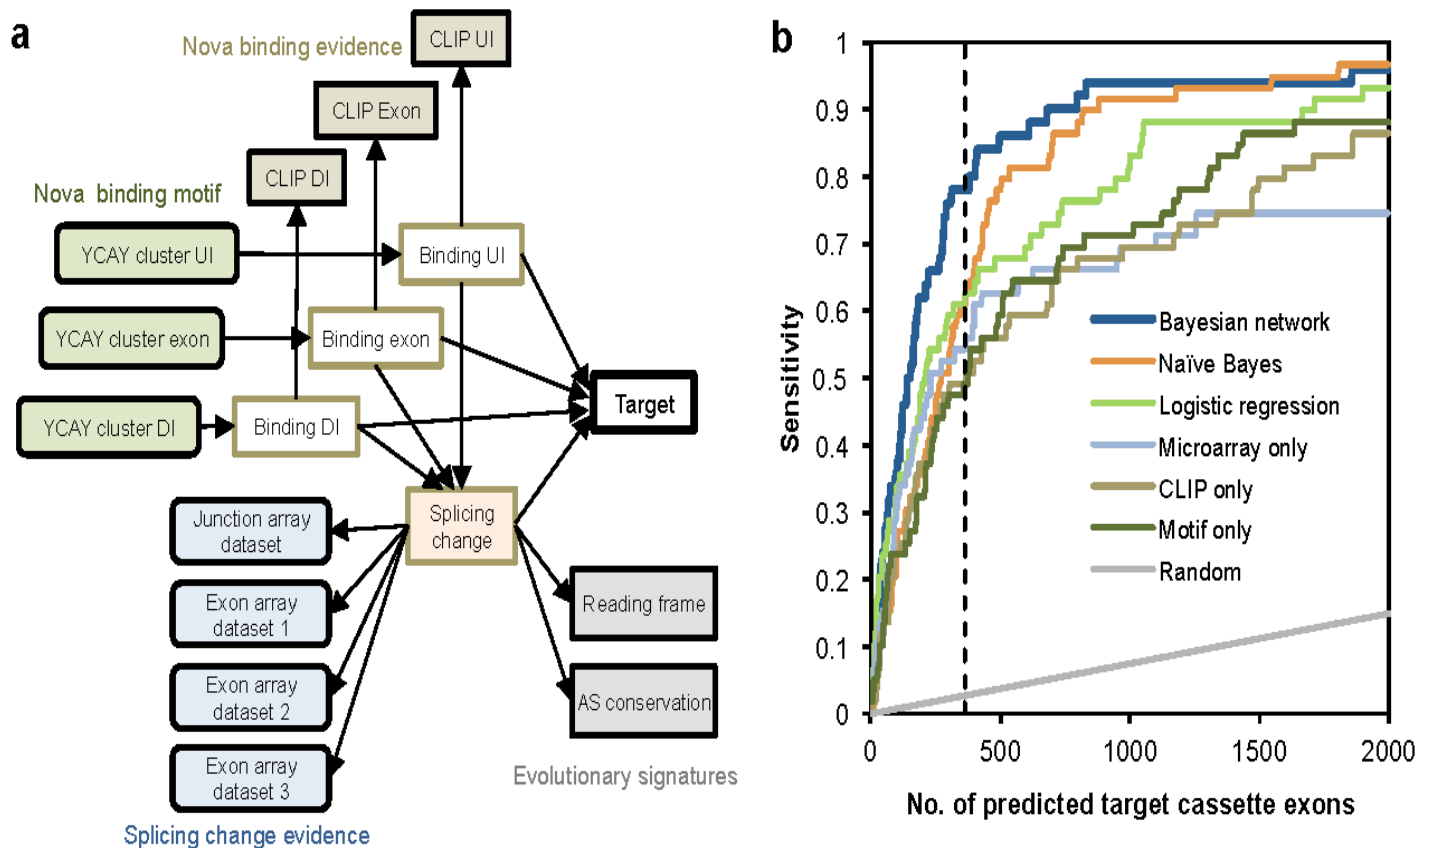 a
Nova binding evidence
CLIP UI
CLIP Exon
CLIP DI
Nova binding motif
YCAY cluster UI
Binding UI
YCAY cluster exon
Binding exon
YCAY cluster DI
Binding DI
Target
Splicing
change
Junction array
dataset
Exon array
dataset 1
Exon array
dataset 2
Exon array
dataset 3
Reading frame
AS conservation
Evolutionary signatures
Splicing change evidence
b
Sensitivity
1
0.9
0.8
0.7
0.6
0.5
0.4
0.3
0.2
0.1
0
Bayesian network
Naïve Bayes
Logistic regression
Microarray only
CLIP only
Motif only
Random
0 500 1000 1500 2000
No. of predicted target cassette exons